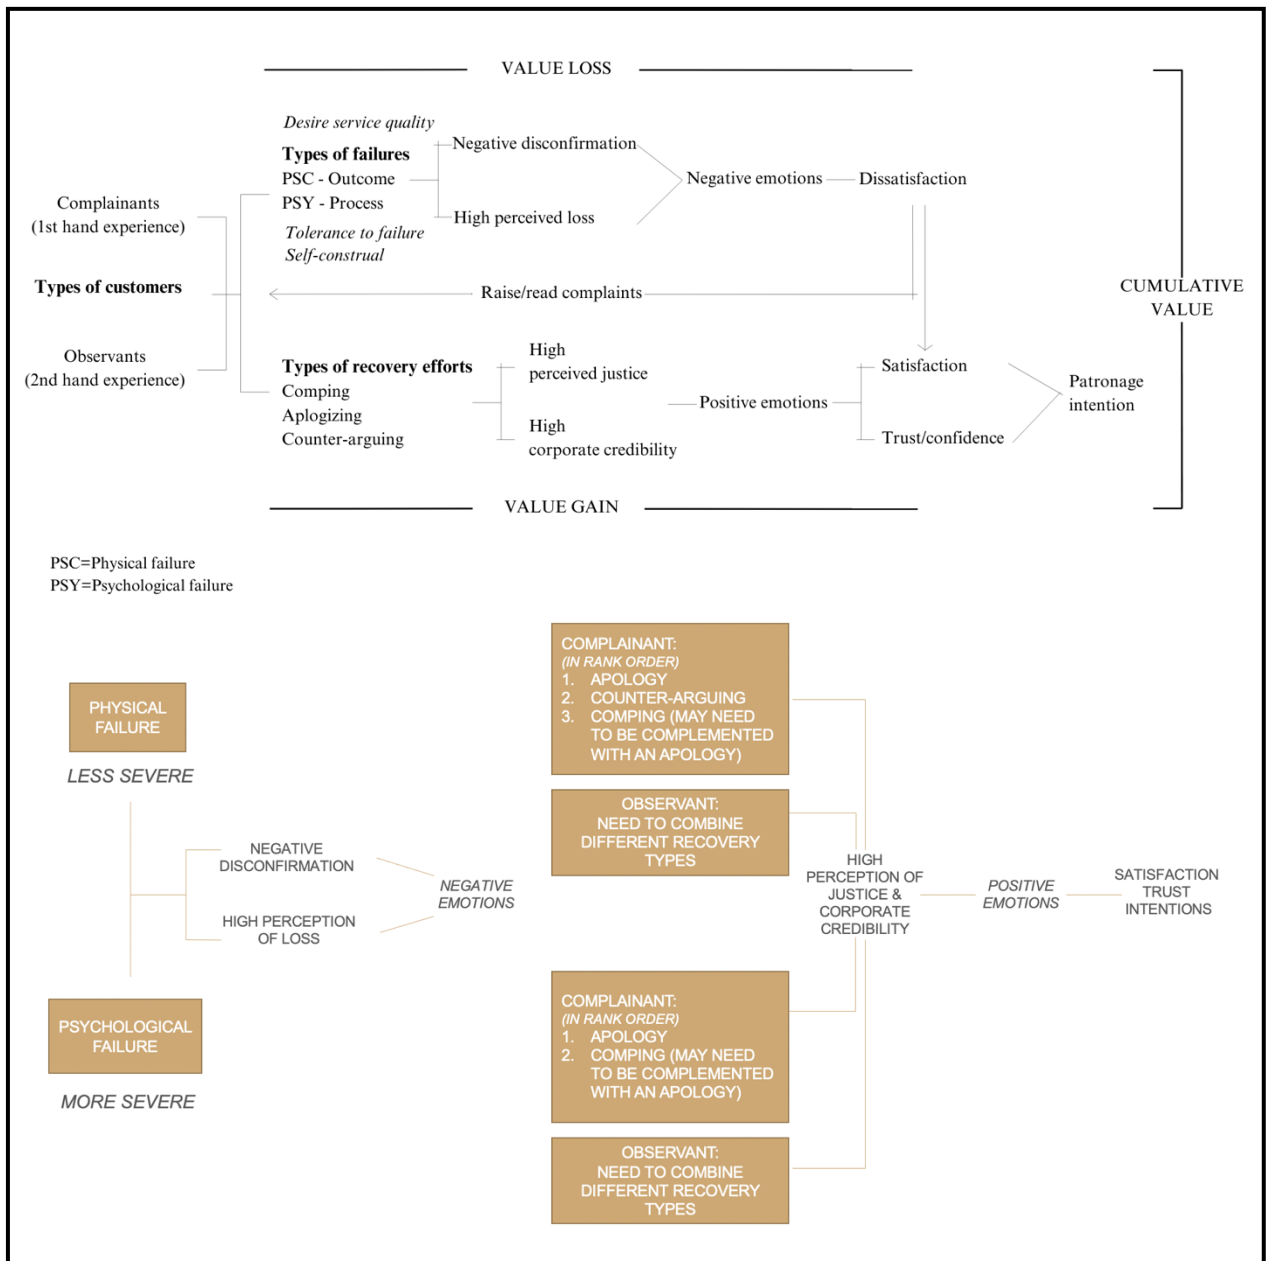 VALUE LOSS
Desire service quality
Types of failures
PSC - Outcome
PSY - Process
Tolerance to failure
Self-construal
Negative disconfirmation
High perceived loss
Negative emotions
Dissatisfaction
Complainants
(1st hand experience)
Types of customers
Observants
(2nd hand experience)
Raise/read complaints
Types of recovery efforts
Comping
Aplogizing
Counter-arguing
High
perceived justice
High
corporate credibility
Positive emotions
Satisfaction
Trust/confidence
Patronage
intention
CUMULATIVE
VALUE
VALUE GAIN
PSC=Physical failure
PSY=Psychological failure
PHYSICAL
FAILURE
LESS SEVERE
NEGATIVE
DISCONFIRMATION
HIGH PERCEPTION
OF LOSS
NEGATIVE
EMOTIONS
PSYCHOLOGICAL
FAILURE
MORE SEVERE
COMPLAINANT:
(IN RANK ORDER)
1. APOLOGY
2. COUNTER-ARGUING
3. COMPING (MAY NEED
TO BE COMPLEMENTED
WITH AN APOLOGY)
OBSERVANT:
NEED TO COMBINE
DIFFERENT RECOVERY
TYPES
HIGH
PERCEPTION OF
JUSTICE &
CORPORATE
CREDIBILITY
POSITIVE
EMOTIONS
SATISFACTION
TRUST
INTENTIONS
COMPLAINANT:
(IN RANK ORDER)
1. APOLOGY
2. COMPING (MAY NEED
TO BE COMPLEMENTED
WITH AN APOLOGY)
OBSERVANT:
NEED TO COMBINE
DIFFERENT RECOVERY
TYPES